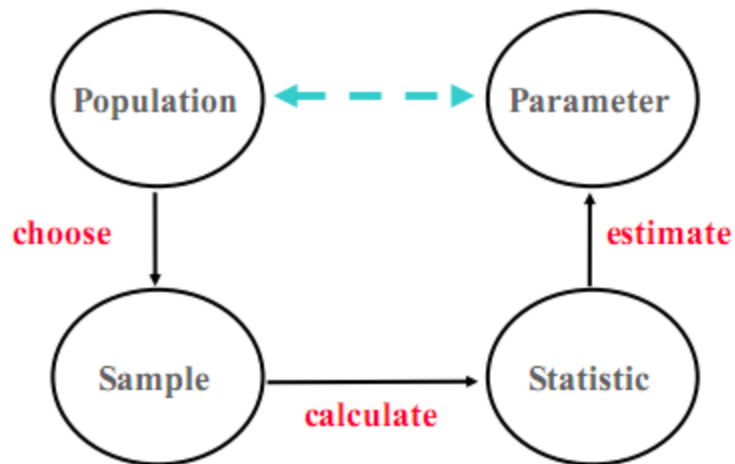 Population
Parameter
choose
estimate
Sample
Statistic
calculate